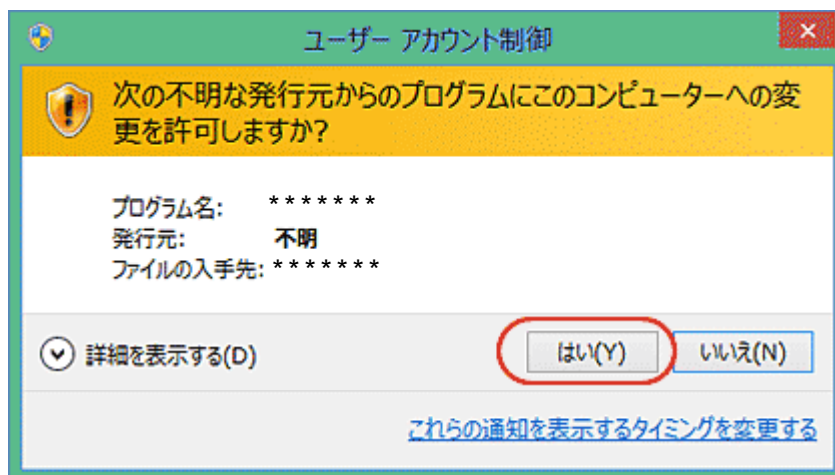 ユーザー アカウント制御
次の不明な発行元からのプログラムにこのコンピューターへの変
更を許可しますか?
プログラム名: *******
発行元: 不明
ファイルの入手先: *******
詳細を表示する(D) はい(Y) いいえ(N)
これらの通知を表示するタイミングを変更する